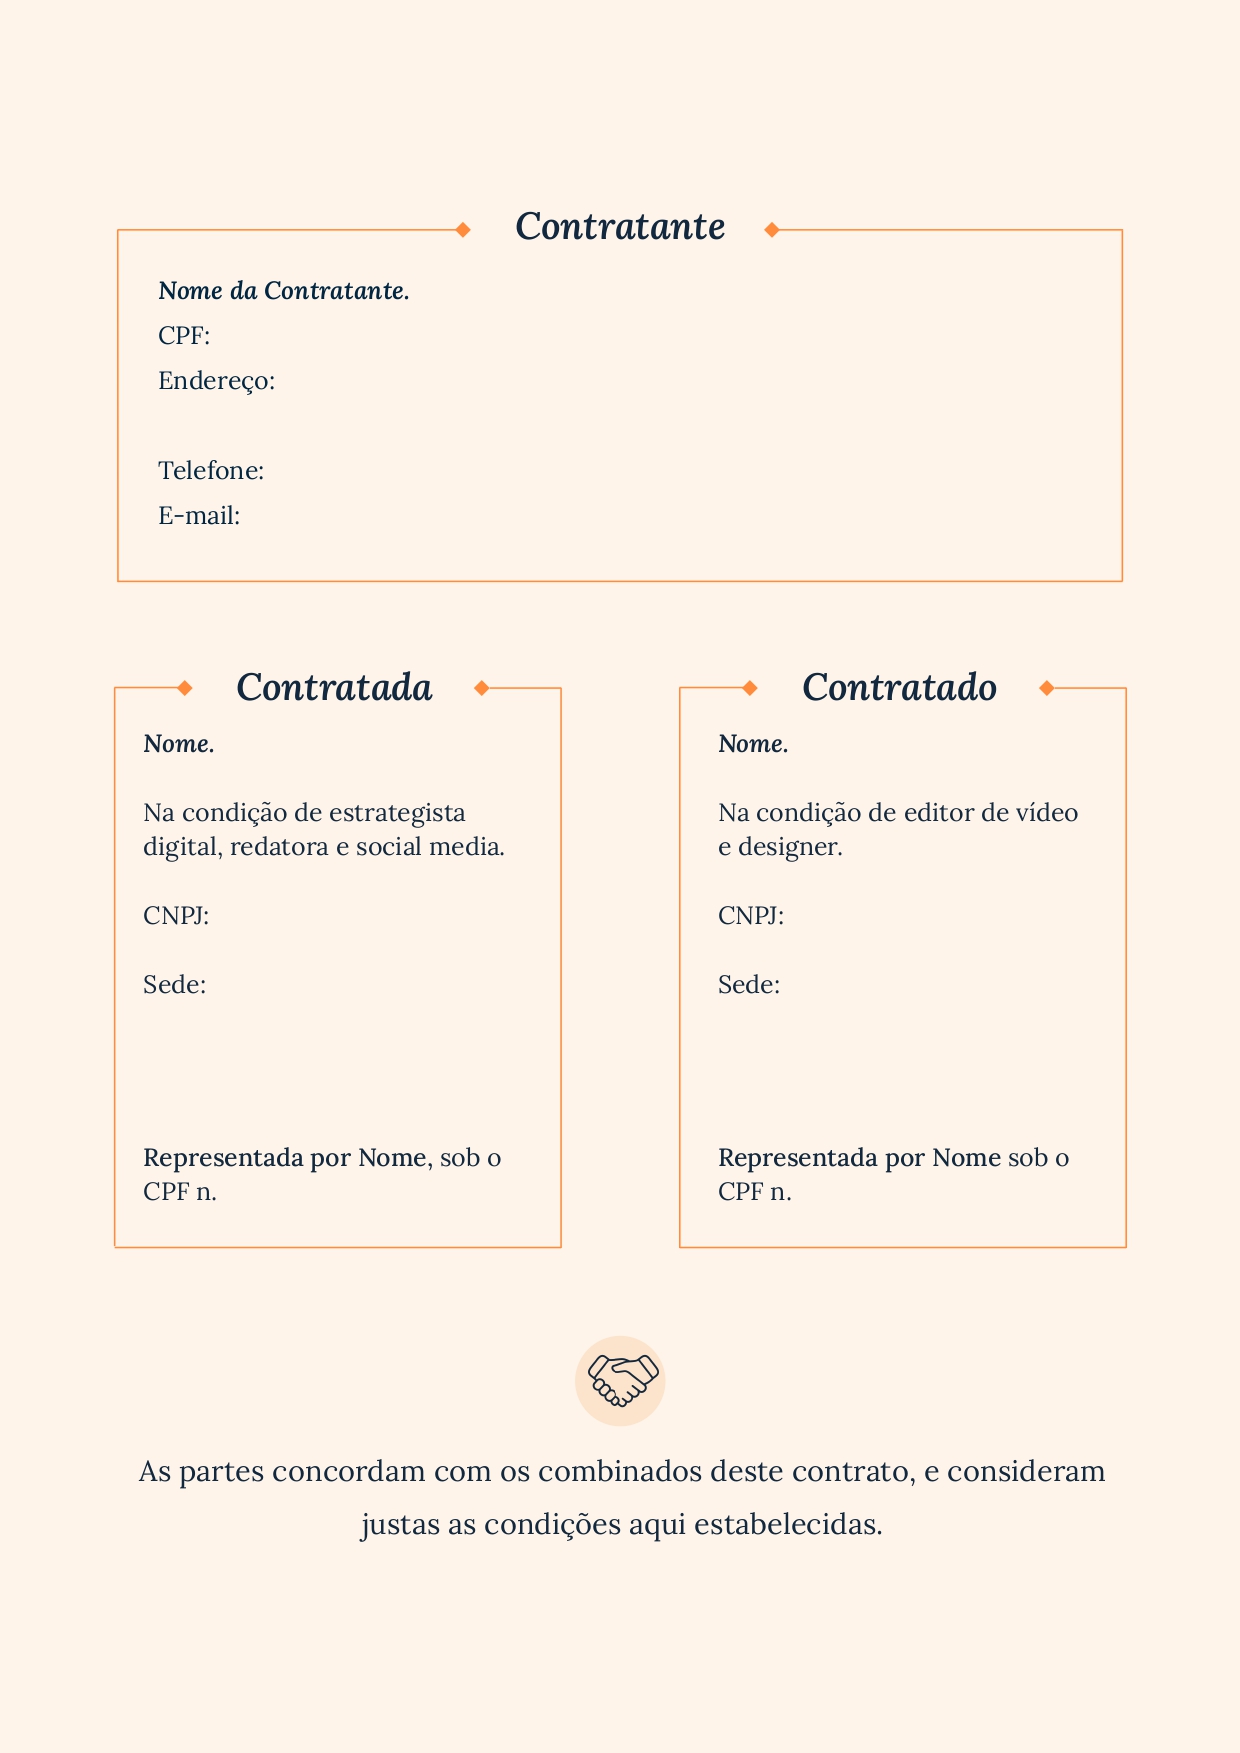 Contratante
Nome da Contratante.
CPF:
Endereço:
Telefone:
E-mail:
Contratada
Nome.
Na condição de estrategista
digital, redatora e social media.
CNPJ:
Sede:
Representada por Nome, sob o
CPF n.
Contratado
Nome.
Na condição de editor de vídeo
e designer.
CNPJ:
Sede:
Representada por Nome sob o
CPF n.
As partes concordam com os combinados deste contrato, e consideram
justas as condições aqui estabelecidas.